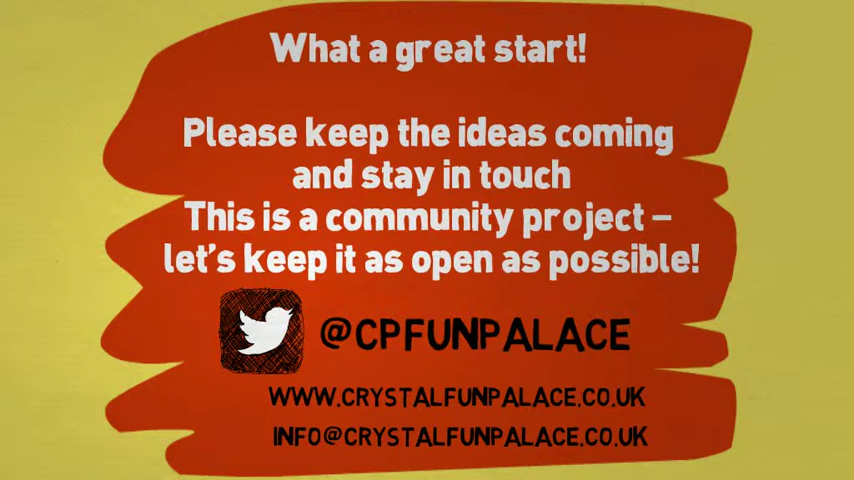 What a great start!
Please keep the ideas coming
and stay in touch
This is a community project –
let's keep it as open as possible!
@CPFUNPALACE
WWW.CRYSTALFUNPALACE.CO.UK
INFO@CRYSTALFUNPALACE.CO.UK